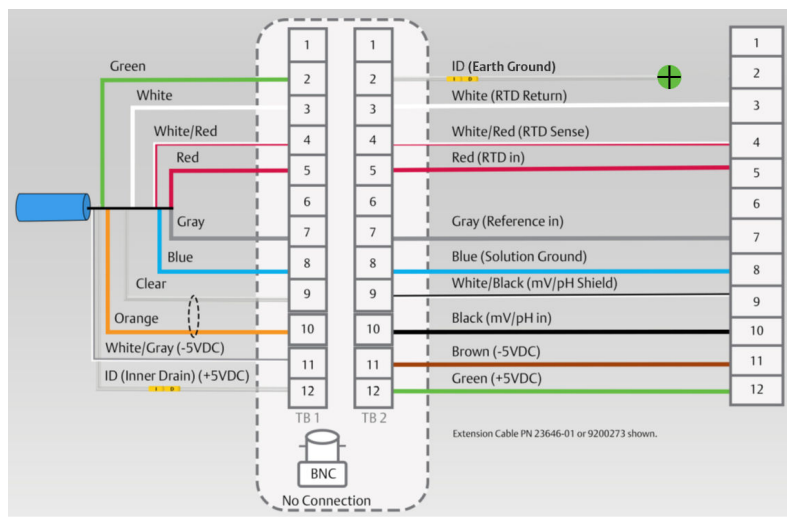 Green
White
White/Red
Red
Gray
Blue
Clear
Orange
White/Gray (-5VDC)
ID (Inner Drain) (+5VDC)
I D
1
2
3
4
5
6
7
8
9
10
11
12
TB 1
1
2
3
4
5
6
7
8
9
10
11
12
TB 2
BNC
No Connection
ID (Earth Ground)
I D
White (RTD Return)
White/Red (RTD Sense)
Red (RTD in)
Gray (Reference in)
Blue (Solution Ground)
White/Black (mV/pH Shield)
Black (mV/pH in)
Brown (-5VDC)
Green (+5VDC)
1
2
3
4
5
6
7
8
9
10
11
12
Extension Cable PN 23646-01 or 9200273 shown.